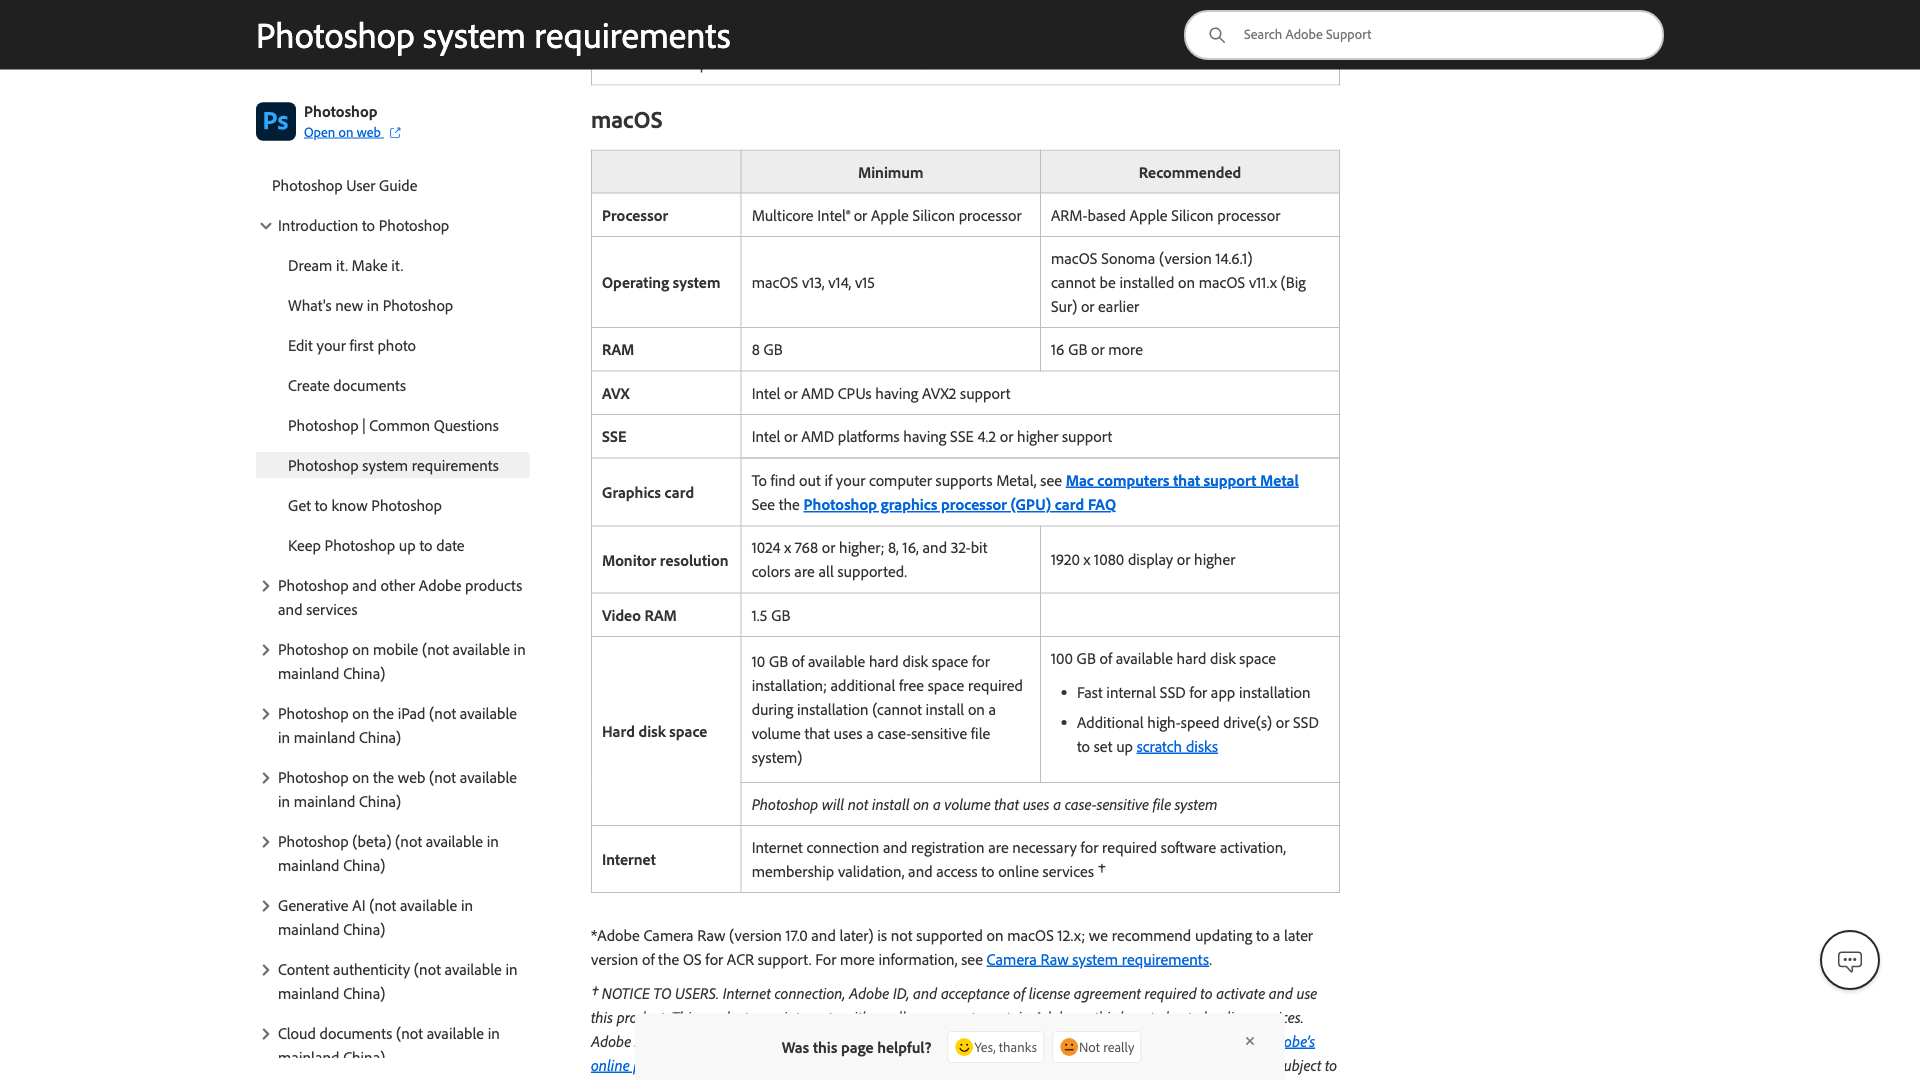 Photoshop system requirements
Search Adobe Support
Ps
Photoshop
Open on web
Photoshop User Guide
Introduction to Photoshop
Dream it. Make it.
What's new in Photoshop
Edit your first photo
Create documents
Photoshop | Common Questions
Photoshop system requirements
Get to know Photoshop
Keep Photoshop up to date
Photoshop and other Adobe products
and services
Photoshop on mobile (not available in
mainland China)
Photoshop on the iPad (not available
in mainland China)
Photoshop on the web (not available
in mainland China)
Photoshop (beta) (not available in
mainland China)
Generative AI (not available in
mainland China)
Content authenticity (not available in
mainland China)
Cloud documents (not available in
mainland China)
macOS
Minimum Recommended
Processor Multicore Intel® or Apple Silicon processor ARM-based Apple Silicon processor
Operating system macOS v13, v14, v15 macOS Sonoma (version 14.6.1)
cannot be installed on macOS v11.x (Big
Sur) or earlier
RAM 8 GB 16 GB or more
AVX Intel or AMD CPUs having AVX2 support
SSE Intel or AMD platforms having SSE 4.2 or higher support
Graphics card To find out if your computer supports Metal, see Mac computers that support Metal
See the Photoshop graphics processor (GPU) card FAQ
Monitor resolution 1024 x 768 or higher; 8, 16, and 32-bit
colors are all supported. 1920 x 1080 display or higher
Video RAM 1.5 GB
Hard disk space 10 GB of available hard disk space for
installation; additional free space required
during installation (cannot install on a
volume that uses a case-sensitive file
system)
100 GB of available hard disk space
• Fast internal SSD for app installation
• Additional high-speed drive(s) or SSD
to set up scratch disks
Photoshop will not install on a volume that uses a case-sensitive file system
Internet Internet connection and registration are necessary for required software activation,
membership validation, and access to online services †
*Adobe Camera Raw (version 17.0 and later) is not supported on macOS 12.x; we recommend updating to a later
version of the OS for ACR support. For more information, see Camera Raw system requirements.
† NOTICE TO USERS. Internet connection, Adobe ID, and acceptance of license agreement required to activate and use
this
Adobe
online
ubject to
Was this page helpful? Yes, thanks Not really